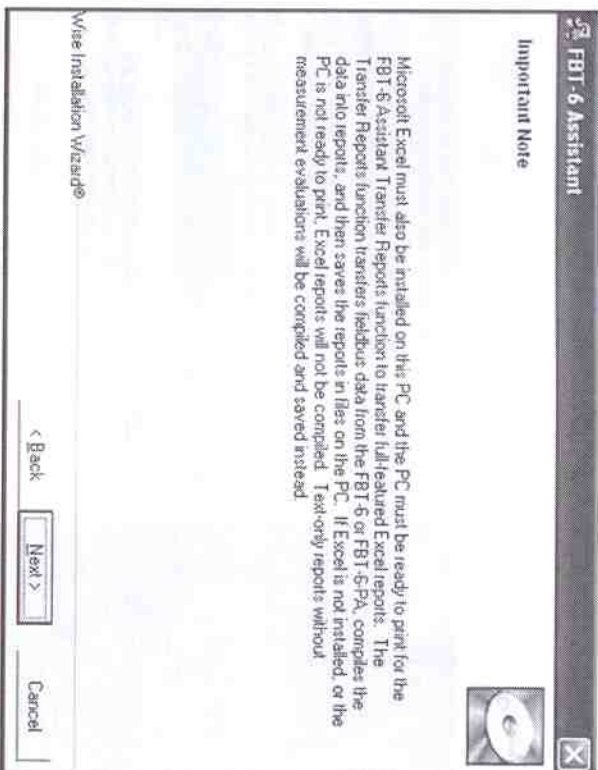 FBT-6 Assistant
Important Note
Microsoft Excel must also be installed on this PC and the PC must be ready to print for the
FBT-6 Assistant Transfer Reports function to transfer full-featured Excel reports. The
Transfer Reports function transfers fieldbus data from the FBT-6 or FBT-6-PA, compiles the
data into reports, and then saves the reports in files on the PC. If Excel is not installed, or the
PC is not ready to print, Excel reports will not be compiled. Text-only reports without
measurement evaluations will be compiled and saved instead.
Wise Installation Wizard®
< Back
Next >
Cancel